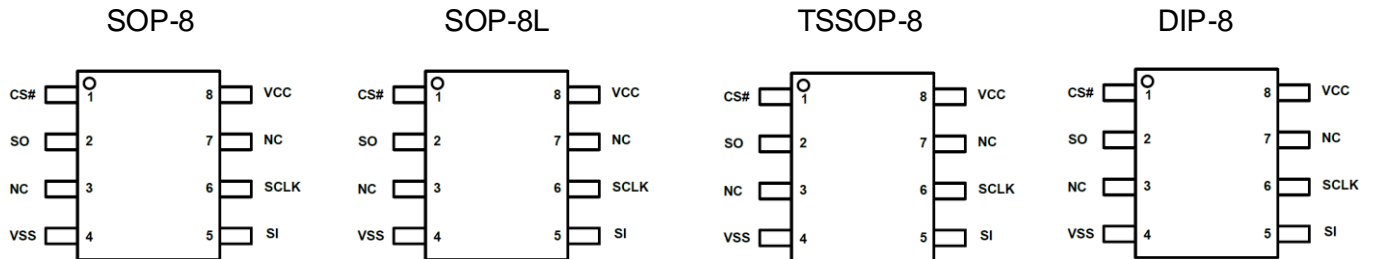 SOP-8 SOP-8L TSSOP-8 DIP-8
CS# 1 8 VCC CS# 1 8 VCC CS# 1 8 VCC CS# 1 8 VCC
SO 2 7 NC SO 2 7 NC SO 2 7 NC SO 2 7 NC
NC 3 6 SCLK NC 3 6 SCLK NC 3 6 SCLK NC 3 6 SCLK
VSS 4 5 SI VSS 4 5 SI VSS 4 5 SI VSS 4 5 SI